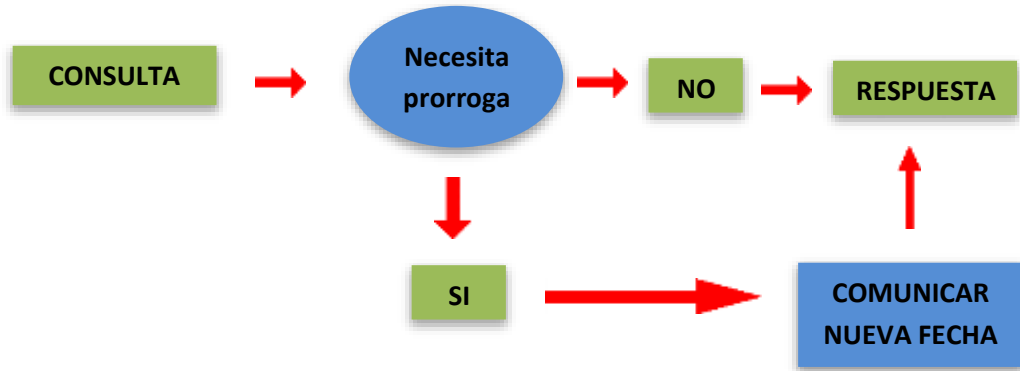 CONSULTA
Necesita
prorroga
NO
RESPUESTA
SI
COMUNICAR
NUEVA FECHA